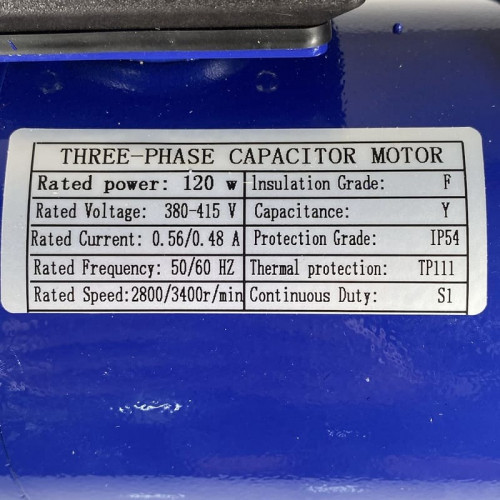 THREE-PHASE CAPACITOR MOTOR
Rated power: 120 w Insulation Grade: F
Rated Voltage: 380-415 V Capacitance: Y
Rated Current: 0.56/0.48 A Protection Grade: IP54
Rated Frequency: 50/60 HZ Thermal protection: TP111
Rated Speed:2800/3400r/min Continuous Duty: S1